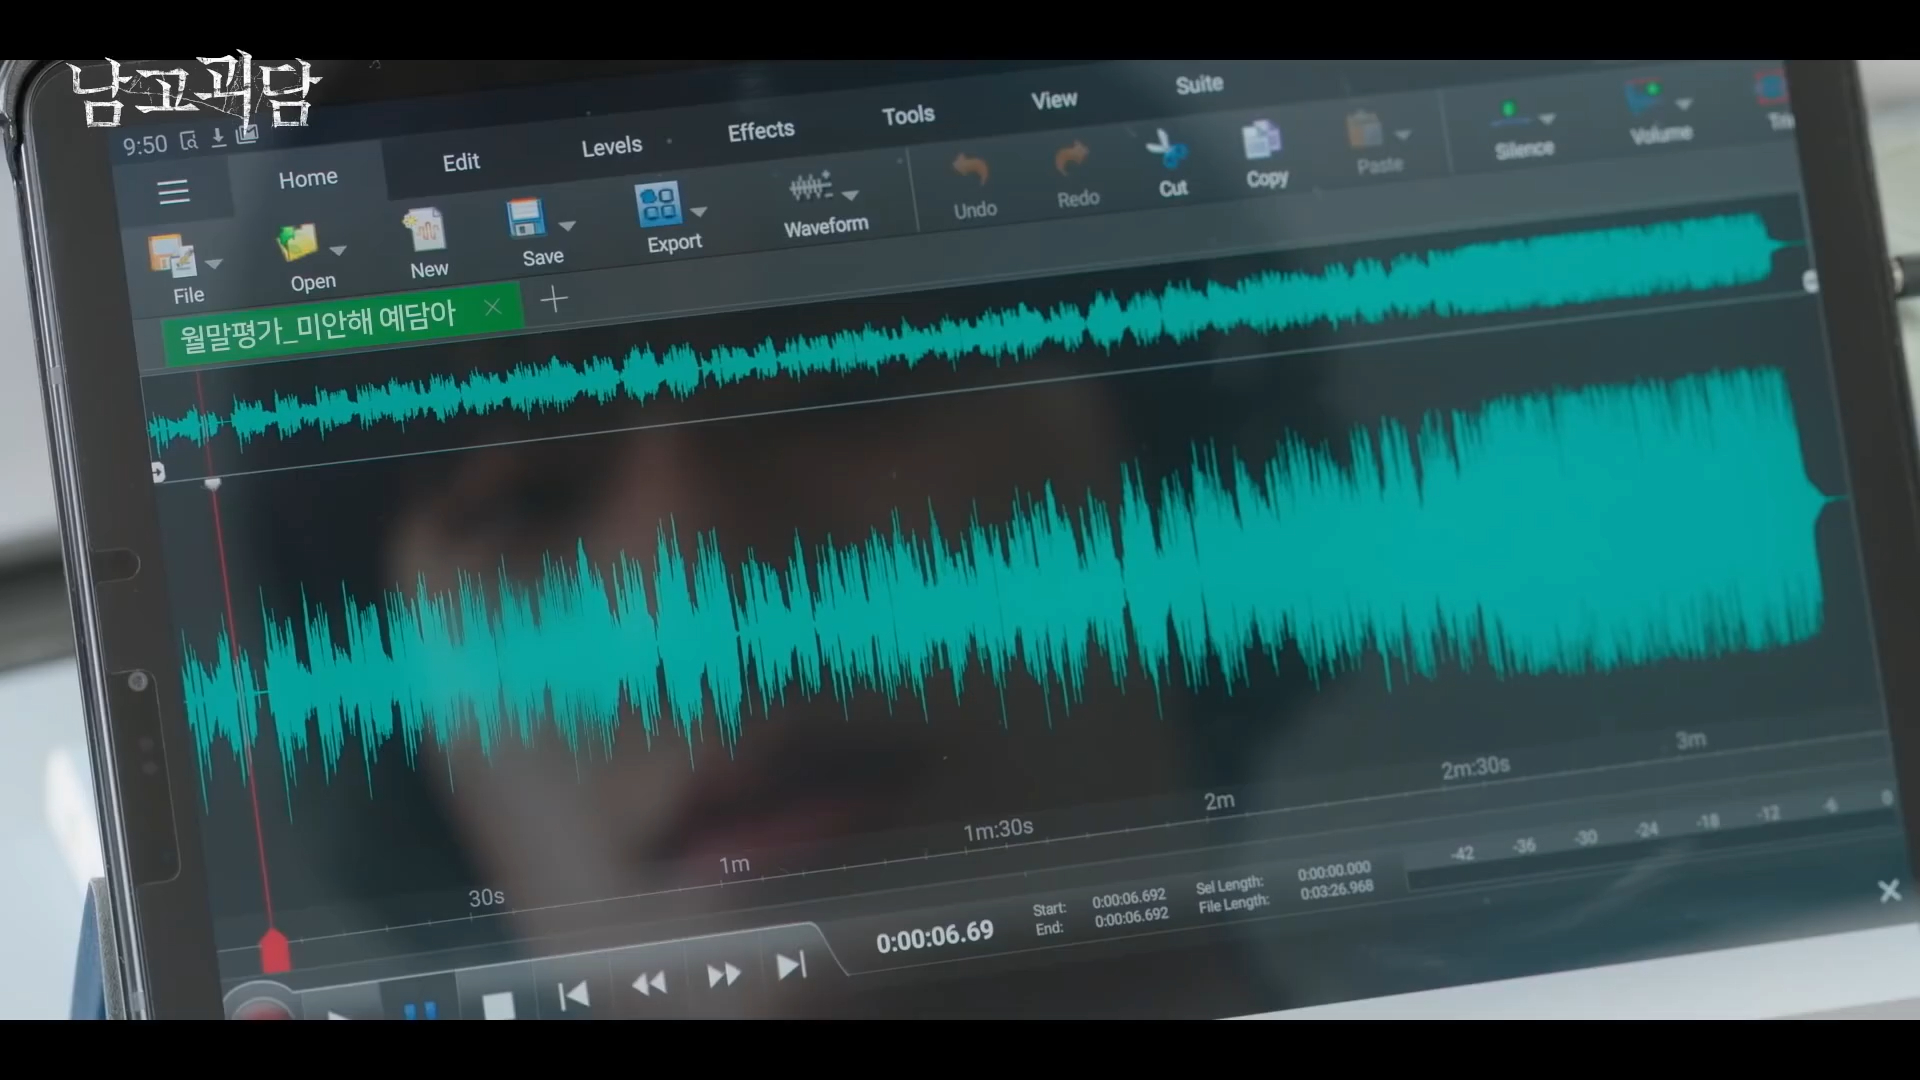 남고괴담
9:50
Home Edit Levels Effects Tools View Suite
File Open New Save Export Waveform Undo Redo Cut Copy Paste Silence Volume
월말평가_미안해 예담아
30s 1m 1m:30s 2m 2m:30s 3m
-42 -36 -30 -24 -18 -12 -6 0
0:00:06.69
Start: 0:00:06.692 Sel Length: 0:00:00.000
End: 0:00:06.692 File Length: 0:03:26.968